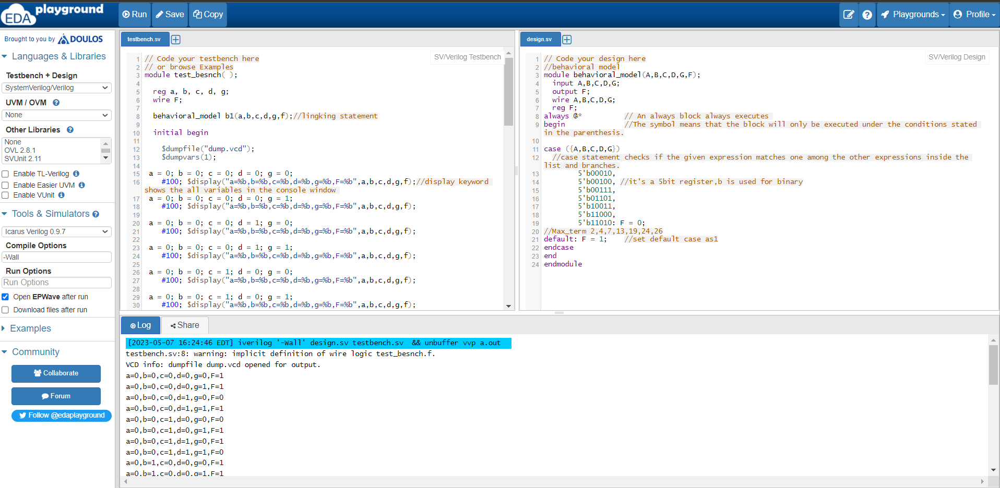 EDA playground
Run
Save
Copy
Playgrounds
Profile
Brought to you by DOULOS
Languages & Libraries
Testbench + Design
SystemVerilog/Verilog
UVM / OVM
None
Other Libraries
None
OVL 2.8.1
SVUnit 2.11
Enable TL-Verilog
Enable Easier UVM
Enable VUnit
Tools & Simulators
Icarus Verilog 0.9.7
Compile Options
-Wall
Run Options
Run Options
Open EPWave after run
Download files after run
Examples
Community
Collaborate
Forum
Follow @edaplayground
testbench.sv
SV/Verilog Testbench
1 // Code your testbench here
2 // or browse Examples
3 module test_besnch( );
4
5 reg a, b, c, d, g;
6 wire F;
7
8 behavioral_model b1(a,b,c,d,g,f);//lingking statement
9
10 initial begin
11
12 $dumpfile("dump.vcd");
13 $dumpvars(1);
14
15 a = 0; b = 0; c = 0; d = 0; g = 0;
16 #100; $display("a=%b,b=%b,c=%b,d=%b,g=%b,F=%b",a,b,c,d,g,f);//display keyword
shows the all variables in the console window
17 a = 0; b = 0; c = 0; d = 0; g = 1;
18 #100; $display("a=%b,b=%b,c=%b,d=%b,g=%b,F=%b",a,b,c,d,g,f);
19
20 a = 0; b = 0; c = 0; d = 1; g = 0;
21 #100; $display("a=%b,b=%b,c=%b,d=%b,g=%b,F=%b",a,b,c,d,g,f);
22
23 a = 0; b = 0; c = 0; d = 1; g = 1;
24 #100; $display("a=%b,b=%b,c=%b,d=%b,g=%b,F=%b",a,b,c,d,g,f);
25
26 a = 0; b = 0; c = 1; d = 0; g = 0;
27 #100; $display("a=%b,b=%b,c=%b,d=%b,g=%b,F=%b",a,b,c,d,g,f);
28
29 a = 0; b = 0; c = 1; d = 0; g = 1;
30 #100; $display("a=%b,b=%b,c=%b,d=%b,g=%b,F=%b",a,b,c,d,g,f);
design.sv
SV/Verilog Design
1 // Code your design here
2 //behavioral model
3 module behavioral_model(A,B,C,D,G,F);
4 input A,B,C,D,G;
5 output F;
6 wire A,B,C,D,G;
7 reg F;
8 always @* // An always block always executes
9 begin //The symbol means that the block will only be executed under the conditions stated
in the parenthesis.
10
11 case ({A,B,C,D,G})
12 //case statement checks if the given expression matches one among the other expressions inside the
list and branches.
13 5'b00010,
14 5'b00100, //it's a 5bit register,b is used for binary
15 5'b00111,
16 5'b01101,
17 5'b10011,
18 5'b11000,
19 5'b11010: F = 0;
20 //Max_term 2,4,7,13,19,24,26
21 default: F = 1; //set default case as1
22 endcase
23 end
24 endmodule
Log
Share
[2023-05-07 16:24:46 EDT] iverilog '-Wall' design.sv testbench.sv && unbuffer vvp a.out
testbench.sv:8: warning: implicit definition of wire logic test_besnch.f.
VCD info: dumpfile dump.vcd opened for output.
a=0,b=0,c=0,d=0,g=0,F=1
a=0,b=0,c=0,d=0,g=1,F=1
a=0,b=0,c=0,d=1,g=0,F=0
a=0,b=0,c=0,d=1,g=1,F=1
a=0,b=0,c=1,d=0,g=0,F=0
a=0,b=0,c=1,d=0,g=1,F=1
a=0,b=0,c=1,d=1,g=0,F=1
a=0,b=0,c=1,d=1,g=1,F=0
a=0,b=1,c=0,d=0,g=0,F=1
a=0,b=1,c=0,d=0,g=1,F=1